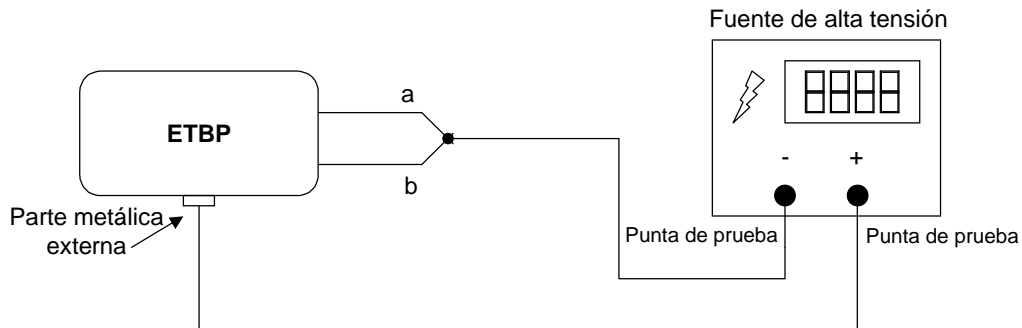 Fuente de alta tensión
a
ETBP
b
-
+
Parte metálica
externa
Punta de prueba
Punta de prueba